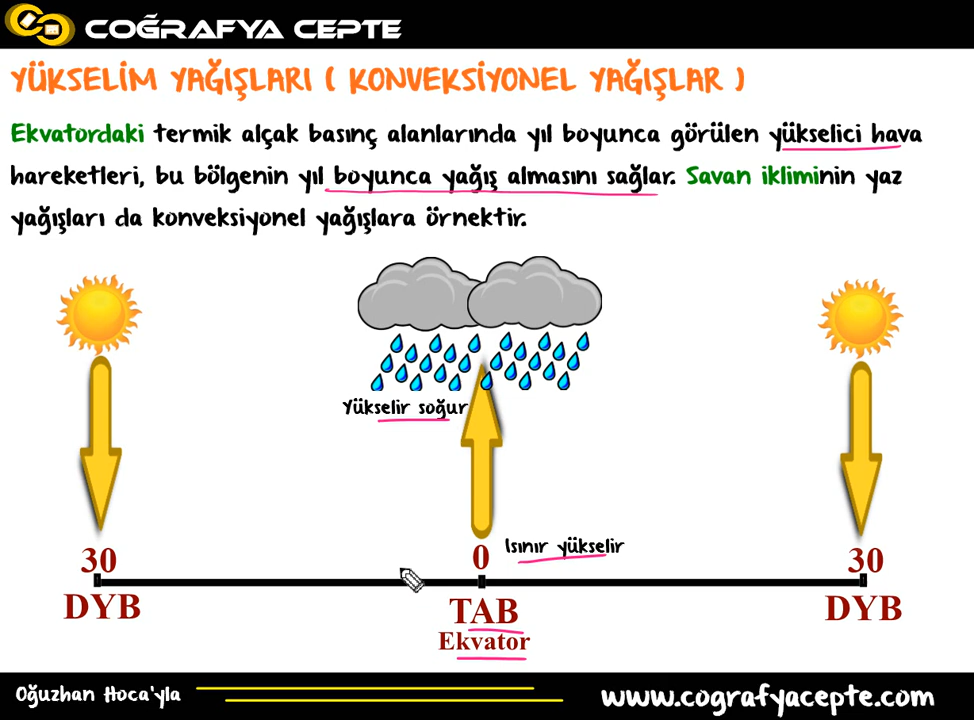 COĞRAFYA CEPTE
YÜKSELİM YAĞIŞLARI ( KONVEKSİYONEL YAĞIŞLAR )
Ekvatordaki termik alçak basınç alanlarında yıl boyunca görülen yükselici hava
hareketleri, bu bölgenin yıl boyunca yağış almasını sağlar. Savan ikliminin yaz
yağışları da konveksiyonel yağışlara örnektir.
Yükselir soğur
Isınır yükselir
30 0 30
DYB TAB DYB
Ekvator
Oğuzhan Hoca'yla www.cografyacepte.com